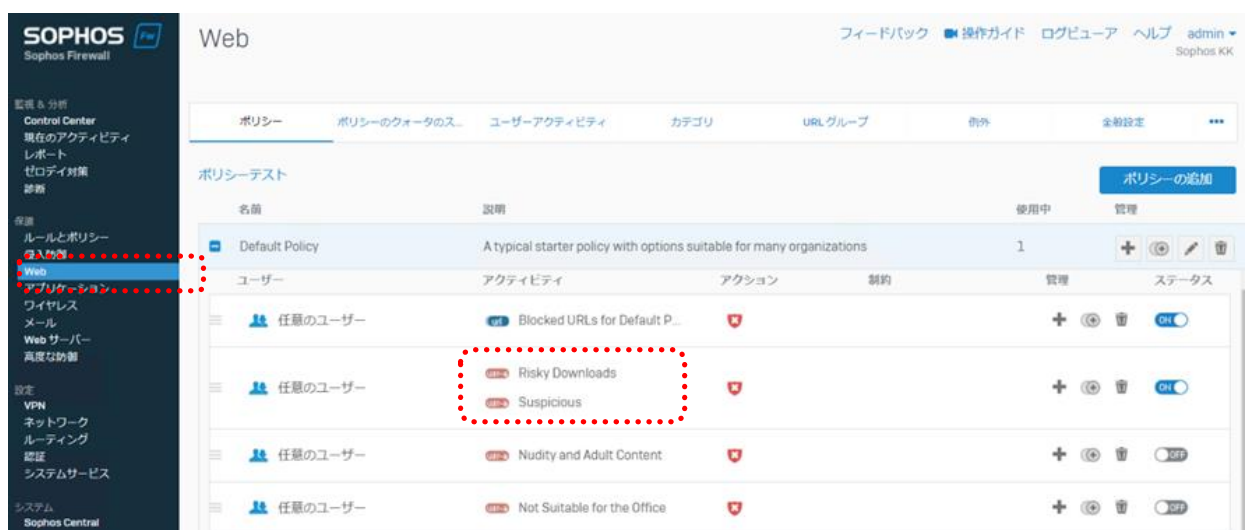 SOPHOS Fw
Sophos Firewall
Web
フィードバック 操作ガイド ログビューア ヘルプ admin
Sophos KK
監視 & 分析
Control Center
現在のアクティビティ
レポート
ゼロデイ対策
診断
保護
ルールとポリシー
侵入防御
Web
アプリケーション
ワイヤレス
メール
Web サーバー
高度な防御
設定
VPN
ネットワーク
ルーティング
認証
システムサービス
システム
Sophos Central
ポリシー ポリシーのクォータのス... ユーザーアクティビティ カテゴリ URL グループ 例外 全般設定
ポリシーテスト ポリシーの追加
名前 説明 使用中 管理
Default Policy A typical starter policy with options suitable for many organizations 1
ユーザー アクティビティ アクション 制約 管理 ステータス
任意のユーザー url Blocked URLs for Default P... ON
任意のユーザー Risky Downloads ON
Suspicious
任意のユーザー Nudity and Adult Content OFF
任意のユーザー Not Suitable for the Office OFF